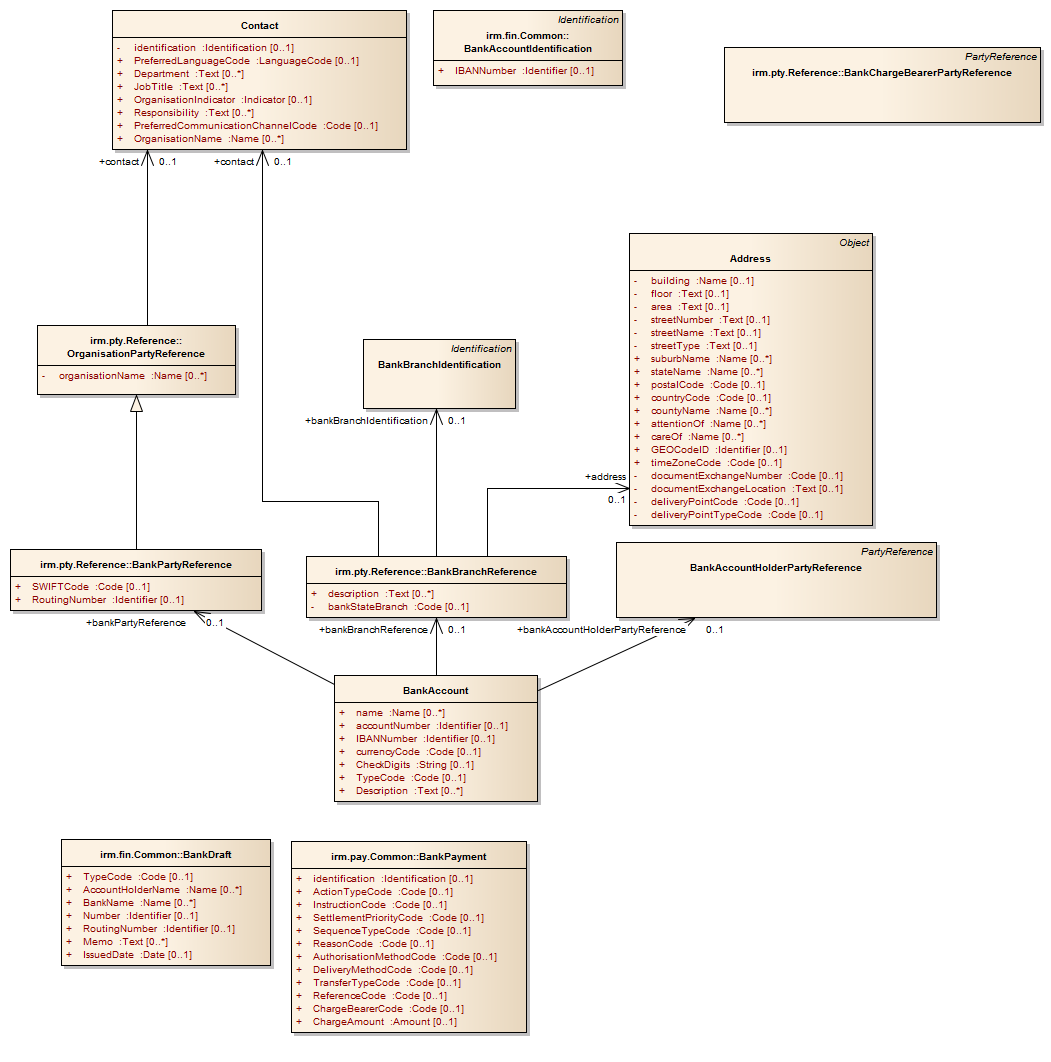 Contact
- identification :Identification [0..1]
+ PreferredLanguageCode :LanguageCode [0..1]
+ Department :Text [0..*]
+ JobTitle :Text [0..*]
+ OrganisationIndicator :Indicator [0..1]
+ Responsibility :Text [0..*]
+ PreferredCommunicationChannelCode :Code [0..1]
+ OrganisationName :Name [0..*]
Identification
irm.fin.Common::
BankAccountIdentification
+ IBANNumber :Identifier [0..1]
PartyReference
irm.pty.Reference::BankChargeBearerPartyReference
+contact 0..1
+contact 0..1
Object
Address
- building :Name [0..1]
- floor :Text [0..1]
- area :Text [0..1]
- streetNumber :Text [0..1]
- streetName :Text [0..1]
- streetType :Text [0..1]
+ suburbName :Name [0..*]
+ stateName :Name [0..*]
+ postalCode :Code [0..1]
+ countryCode :Code [0..1]
+ countyName :Name [0..*]
+ attentionOf :Name [0..*]
+ careOf :Name [0..*]
+ GEOCodeID :Identifier [0..1]
+ timeZoneCode :Code [0..1]
- documentExchangeNumber :Code [0..1]
- documentExchangeLocation :Text [0..1]
- deliveryPointCode :Code [0..1]
- deliveryPointTypeCode :Code [0..1]
irm.pty.Reference::
OrganisationPartyReference
- organisationName :Name [0..*]
Identification
BankBranchIdentification
+bankBranchIdentification 0..1
+address
0..1
irm.pty.Reference::BankPartyReference
+ SWIFTCode :Code [0..1]
+ RoutingNumber :Identifier [0..1]
irm.pty.Reference::BankBranchReference
+ description :Text [0..*]
- bankStateBranch :Code [0..1]
PartyReference
BankAccountHolderPartyReference
+bankPartyReference 0..1
+bankBranchReference 0..1
+bankAccountHolderPartyReference 0..1
BankAccount
+ name :Name [0..*]
+ accountNumber :Identifier [0..1]
+ IBANNumber :Identifier [0..1]
+ currencyCode :Code [0..1]
+ CheckDigits :String [0..1]
+ TypeCode :Code [0..1]
+ Description :Text [0..*]
irm.fin.Common::BankDraft
+ TypeCode :Code [0..1]
+ AccountHolderName :Name [0..*]
+ BankName :Name [0..*]
+ Number :Identifier [0..1]
+ RoutingNumber :Identifier [0..1]
+ Memo :Text [0..*]
+ IssuedDate :Date [0..1]
irm.pay.Common::BankPayment
+ identification :Identification [0..1]
+ ActionTypeCode :Code [0..1]
+ InstructionCode :Code [0..1]
+ SettlementPriorityCode :Code [0..1]
+ SequenceTypeCode :Code [0..1]
+ ReasonCode :Code [0..1]
+ AuthorisationMethodCode :Code [0..1]
+ DeliveryMethodCode :Code [0..1]
+ TransferTypeCode :Code [0..1]
+ ReferenceCode :Code [0..1]
+ ChargeBearerCode :Code [0..1]
+ ChargeAmount :Amount [0..1]